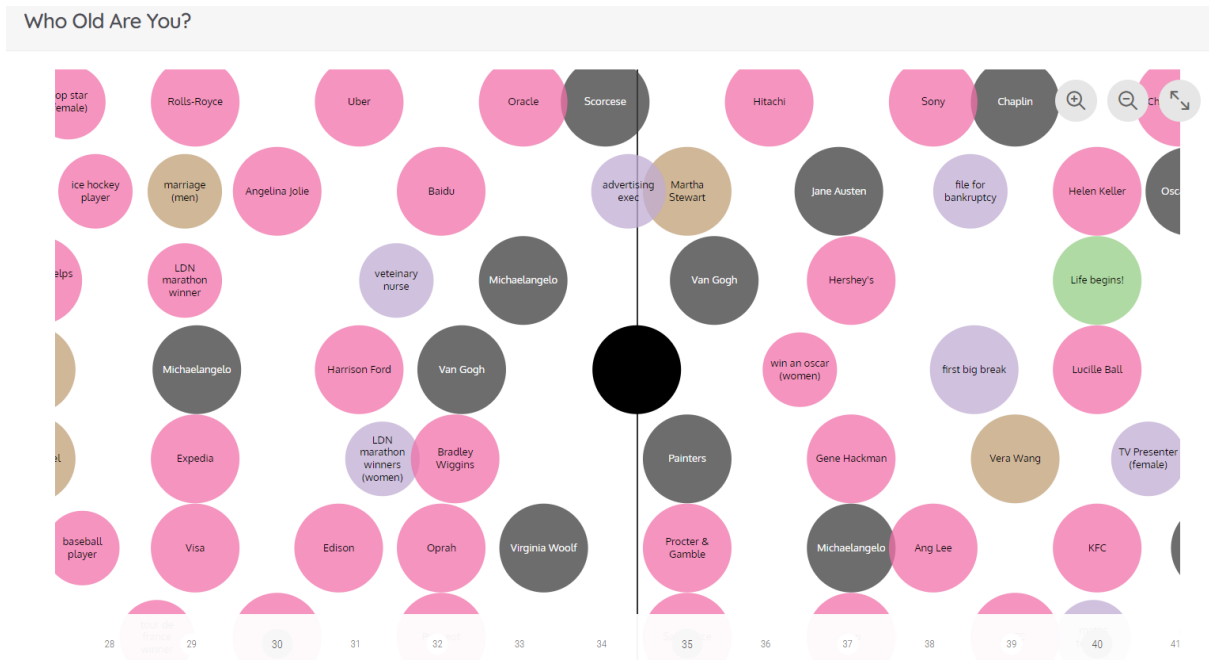 Who Old Are You?
op star
emale)
Rolls-Royce
Uber
Oracle
Scorcese
Hitachi
Sony
Chaplin
Ch
ice hockey
player
marriage
(men)
Angelina Jolie
Baidu
advertising
exec
Martha
Stewart
Jane Austen
file for
bankruptcy
Helen Keller
Osc
elps
LDN
marathon
winner
veteinary
nurse
Michaelangelo
Van Gogh
Hershey's
Life begins!
Michaelangelo
Harrison Ford
Van Gogh
win an oscar
(women)
first big break
Lucille Ball
el
Expedia
LDN
marathon
winners
(women)
Bradley
Wiggins
Painters
Gene Hackman
Vera Wang
TV Presenter
(female)
baseball
player
Visa
Edison
Oprah
Virginia Woolf
Procter &
Gamble
Michaelangelo
Ang Lee
KFC
28
29
30
31
32
33
34
35
36
37
38
39
40
41